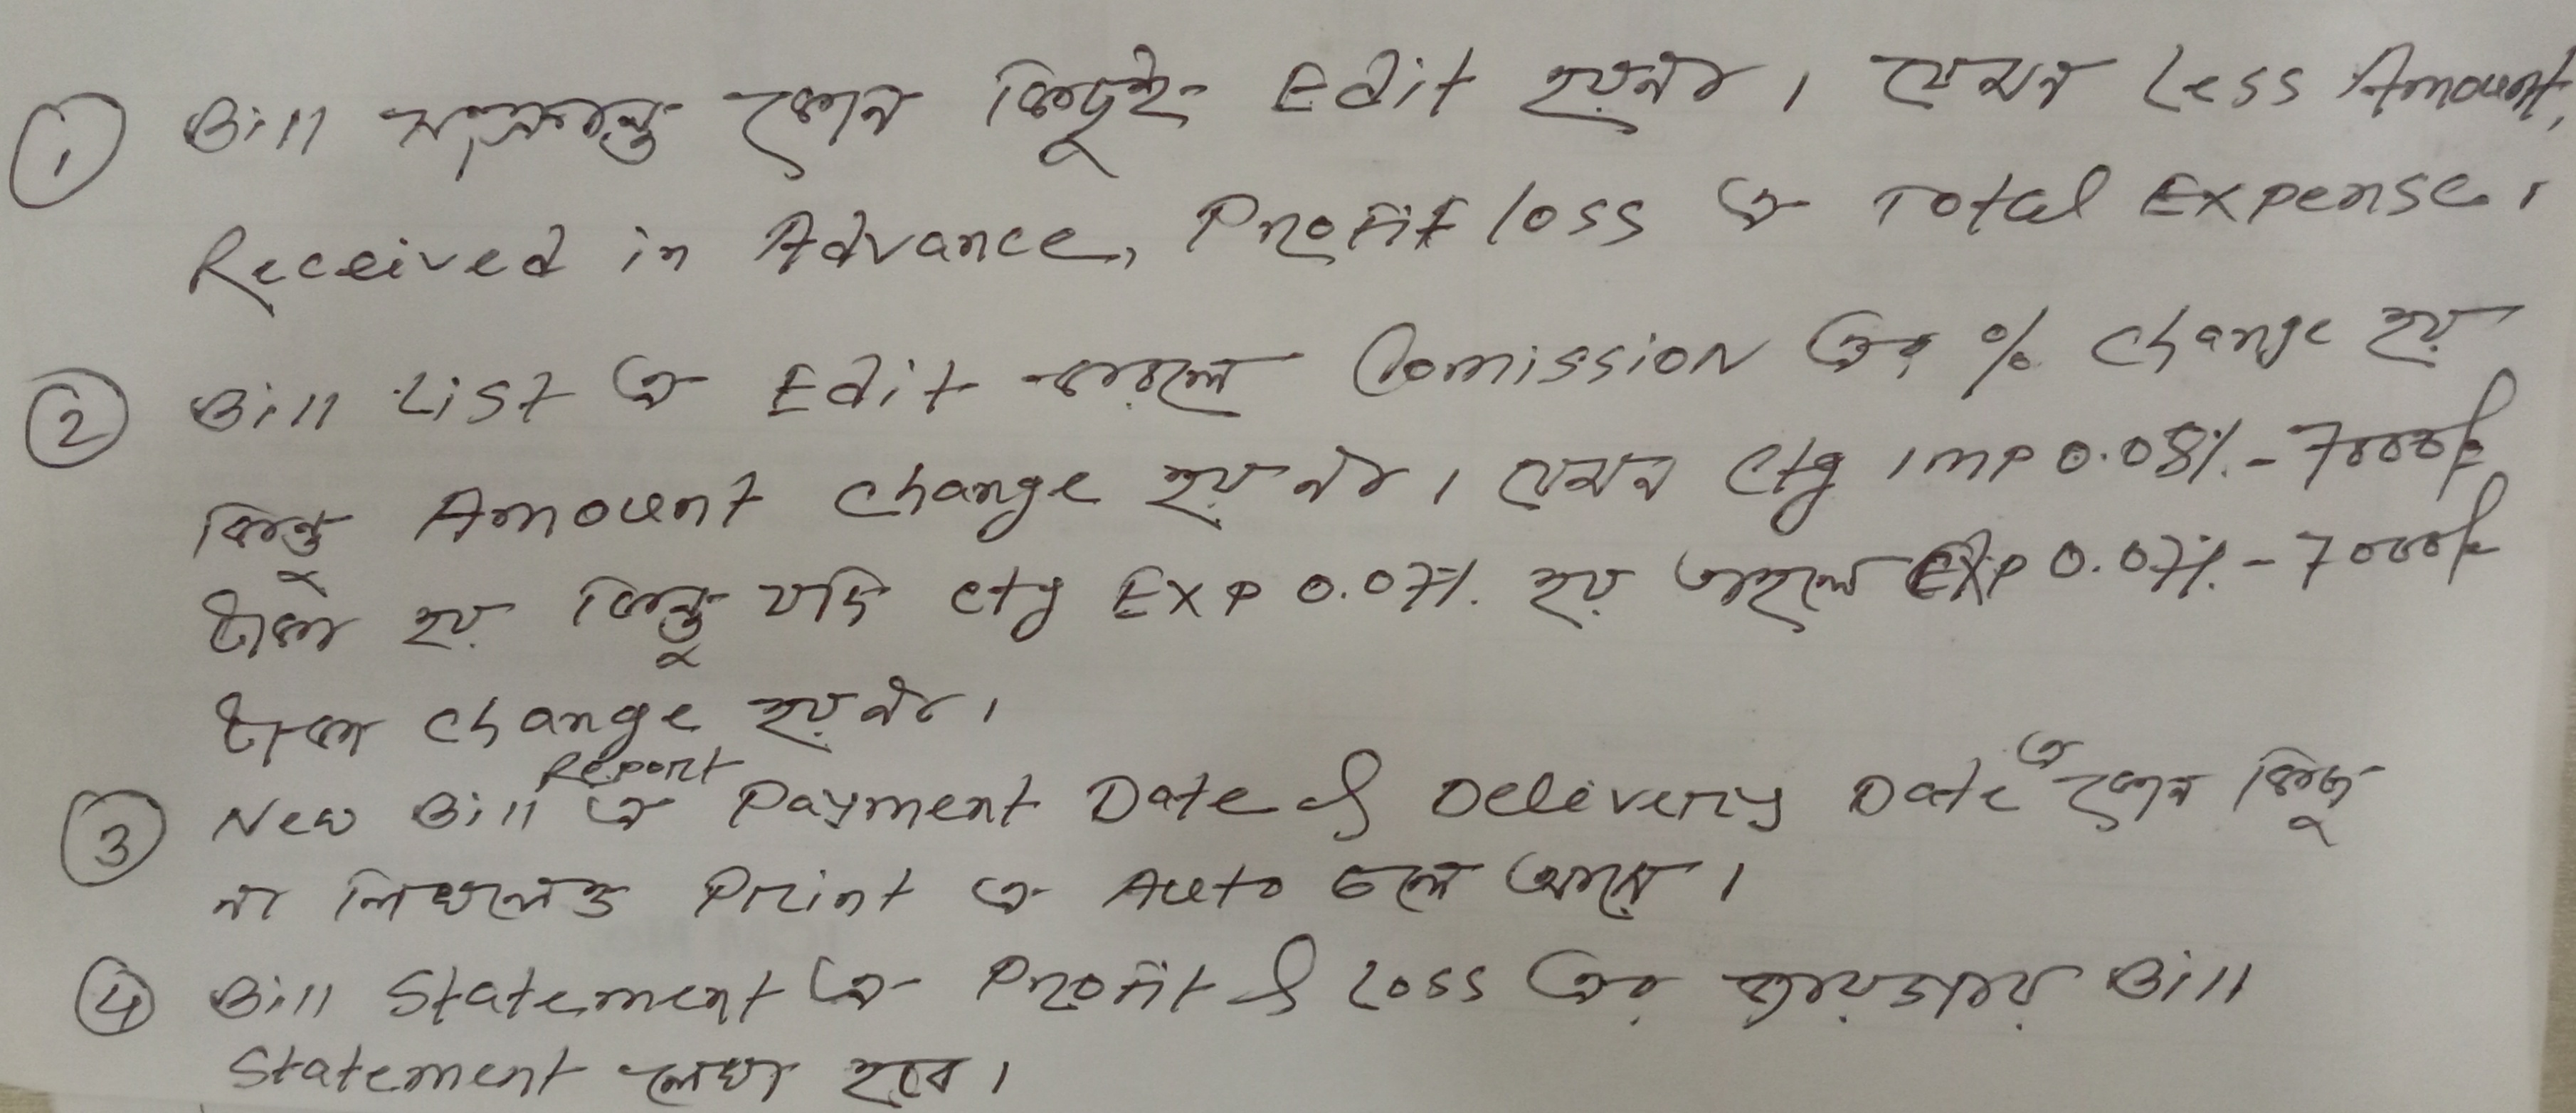 ① Bill সংক্রান্ত কোন কিছুই Edit হয়না। যেমন Less Amount,
Received in Advance, Profit loss এ Total Expense।
② Bill List এ Edit করলে Comission এর % change হয়
কিন্তু Amount change হয় না। যেমন ctg imp 0.08% - 7000/=
টাকা হয় কিন্তু যদি ctg Exp 0.07% হয় তাহলে Exp 0.07% - 7000/=
টাকা change হয়না।
③ New Bill Report এ Payment Date & Delivery Date এ কোন কিছু
না লিখলেও Print এ Auto চলে আসে।
④ Bill Statement এ Profit & Loss এর জায়গায় Bill
Statement লেখা হবে।